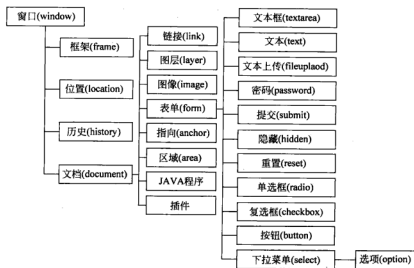 窗口(window)
框架(frame)
位置(location)
历史(history)
文档(document)
链接(link)
图层(layer)
图像(image)
表单(form)
指向(anchor)
区域(area)
JAVA程序
插件
文本框(textarea)
文本(text)
文本上传(fileuplaod)
密码(password)
提交(submit)
隐藏(hidden)
重置(reset)
单选框(radio)
复选框(checkbox)
按钮(button)
下拉菜单(select)
选项(option)